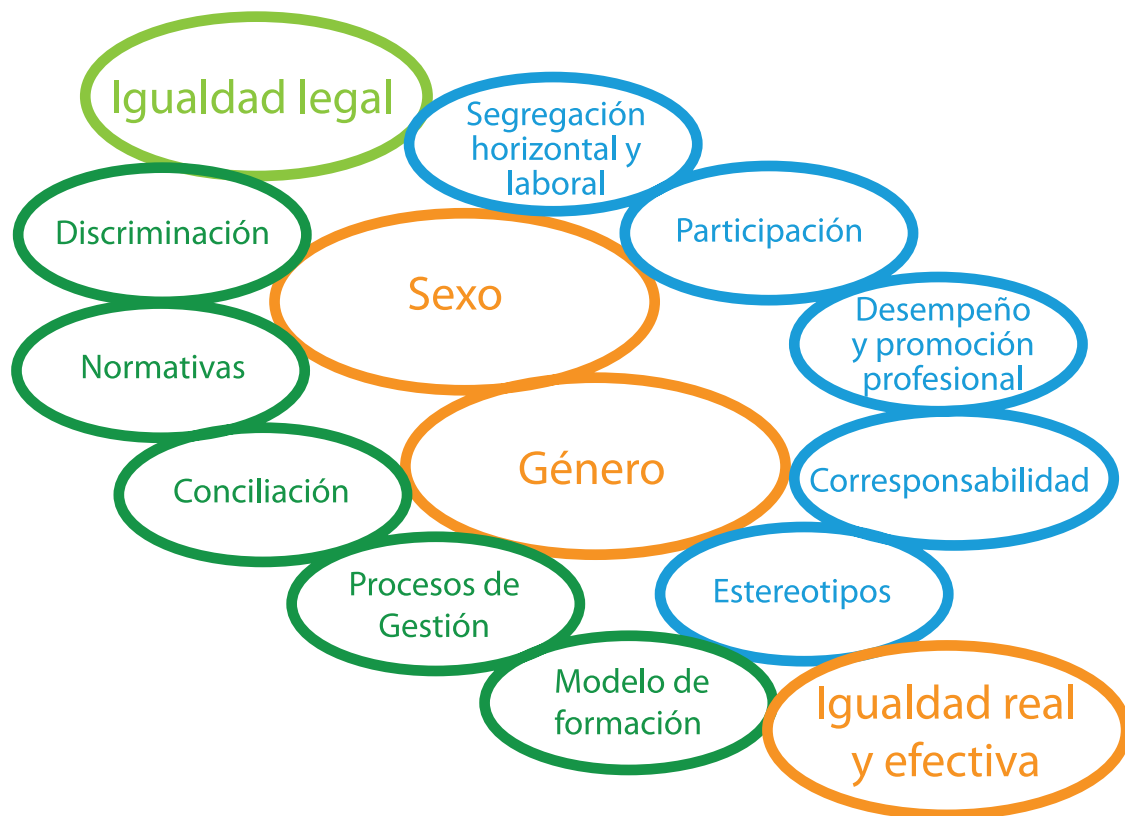 Igualdad legal
Segregación
horizontal y
laboral
Discriminación
Participación
Sexo
Desempeño
y promoción
profesional
Normativas
Género
Corresponsabilidad
Conciliación
Procesos de
Gestión
Estereotipos
Modelo de
formación
Igualdad real
y efectiva